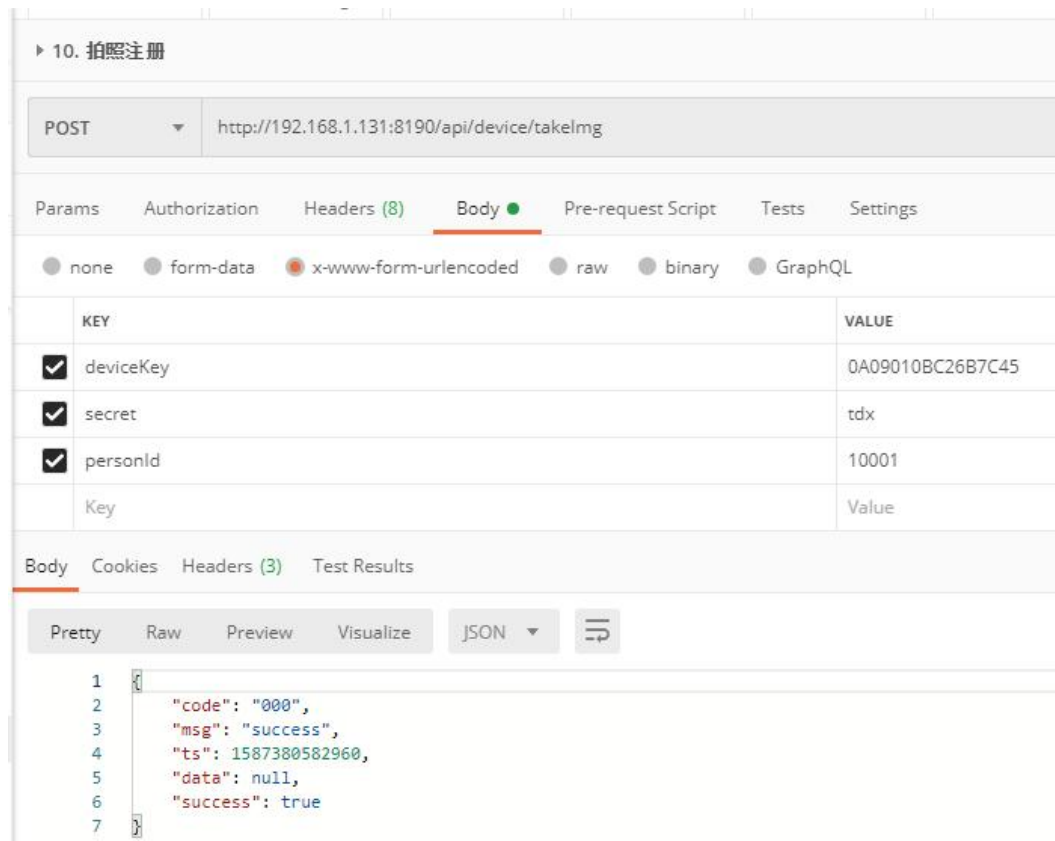 10. 拍照注册
POST http://192.168.1.131:8190/api/device/takeImg
Params Authorization Headers (8) Body Pre-request Script Tests Settings
none form-data x-www-form-urlencoded raw binary GraphQL
KEY VALUE
deviceKey 0A09010BC26B7C45
secret tdx
personId 10001
Key Value
Body Cookies Headers (3) Test Results
Pretty Raw Preview Visualize JSON
1 {
2 "code": "000",
3 "msg": "success",
4 "ts": 1587380582960,
5 "data": null,
6 "success": true
7 }